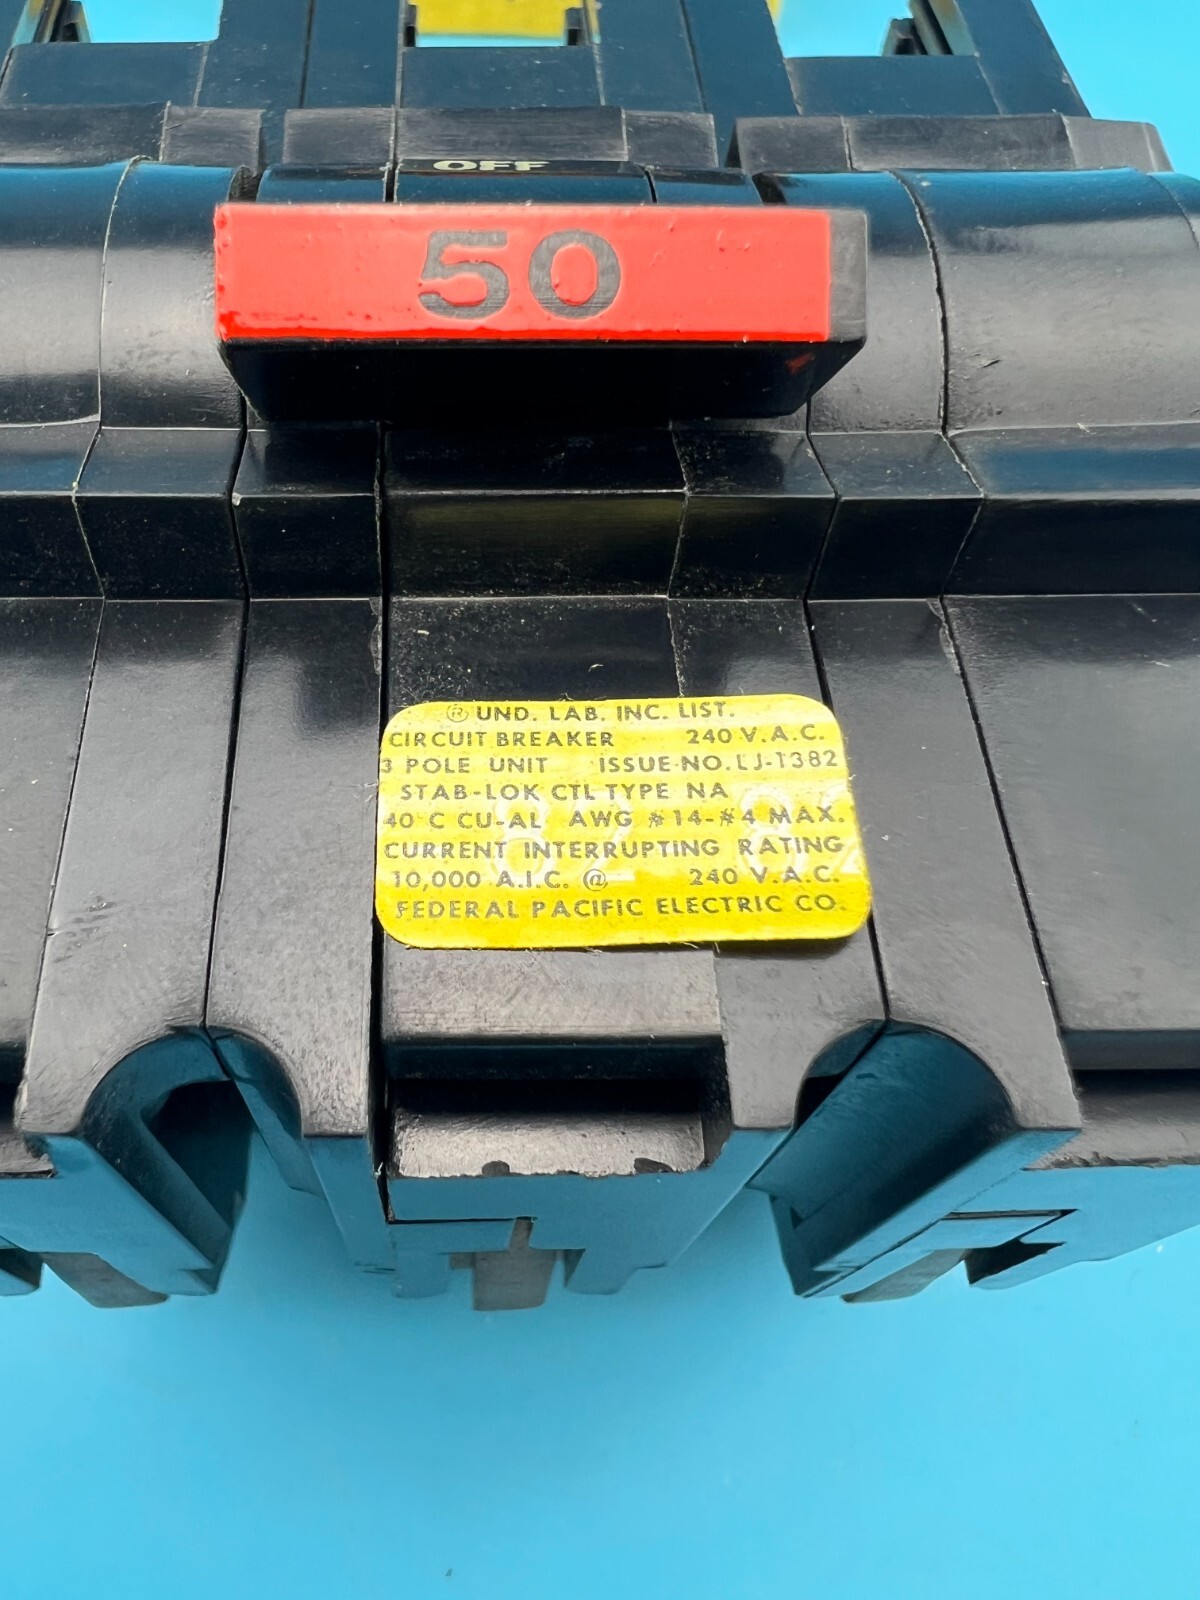 OFF
50
® UND. LAB. INC. LIST.
CIRCUIT BREAKER 240 V.A.C.
3 POLE UNIT ISSUE-NO. LJ-1382
STAB-LOK CTL TYPE NA
40°C CU-AL AWG #14-#4 MAX.
82 82
CURRENT INTERRUPTING RATING
10,000 A.I.C. @ 240 V.A.C.
FEDERAL PACIFIC ELECTRIC CO.